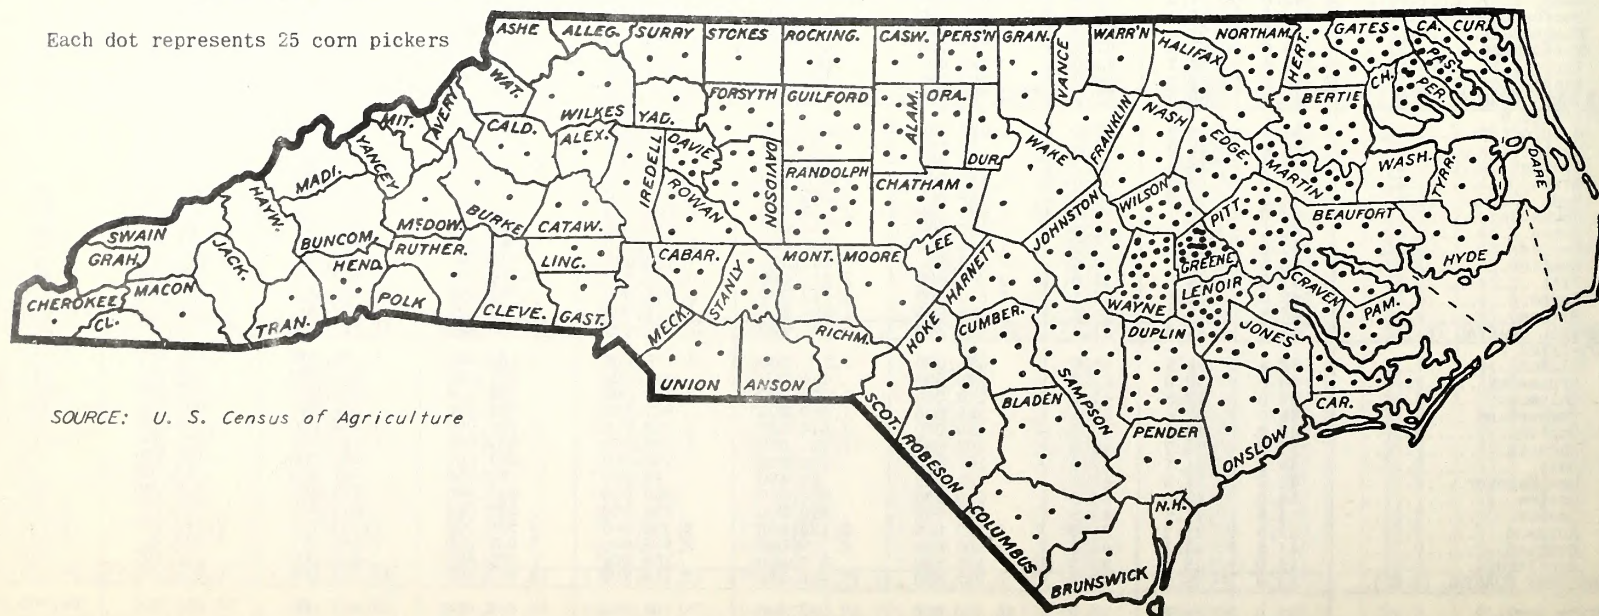 Each dot represents 25 corn pickers
ASHE ALLEG. SURRY STOKES ROCKING. CASW. PERS'N GRAN. VANCE WARR'N HALIFAX NORTHAM. HERT. GATES CA. CUR.
PAS.
PER.
CH.
WAT. WILKES YAD. FORSYTH GUILFORD ALAM. ORA. DUR. FRANKLIN NASH EDGE. BERTIE
MIT. AVERY CALD. ALEX. IREDELL DAVIE DAVIDSON RANDOLPH CHATHAM WAKE WILSON MARTIN WASH. TYRR. DARE
YANCEY MADI. HAYW. BUNCOM. McDOW. BURKE CATAW. ROWAN JOHNSTON PITT BEAUFORT HYDE
SWAIN
GRAH.
JACK. HEND. RUTHER. LINC. CABAR. STANLY MONT. MOORE LEE HARNETT WAYNE GREENE LENOIR CRAVEN PAM.
CHEROKEE MACON
CL. TRAN. POLK CLEVE. GAST. MECK. RICHM. HOKE CUMBER. SAMPSON DUPLIN JONES
UNION ANSON SCOT. ROBESON BLADEN PENDER ONSLOW CAR.
SOURCE: U. S. Census of Agriculture
COLUMBUS N.H.
BRUNSWICK